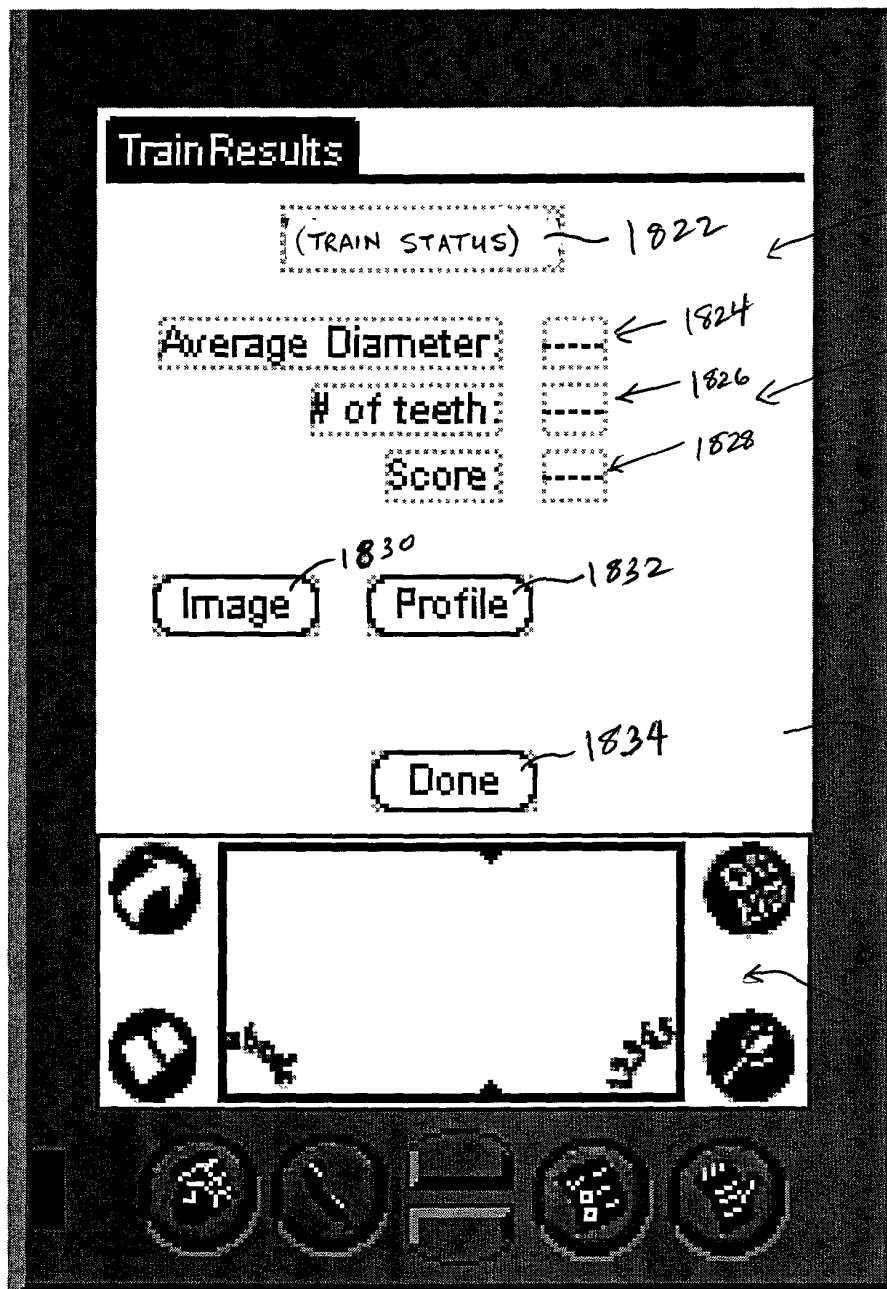 Train Results
(TRAIN STATUS) 1822
Average Diameter: ----- 1824
# of teeth: ----- 1826
Score: ----- 1828
1830
Image
1832
Profile
1834
Done